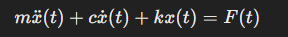 mẍ(t) + cẋ(t) + kx(t) = F(t)